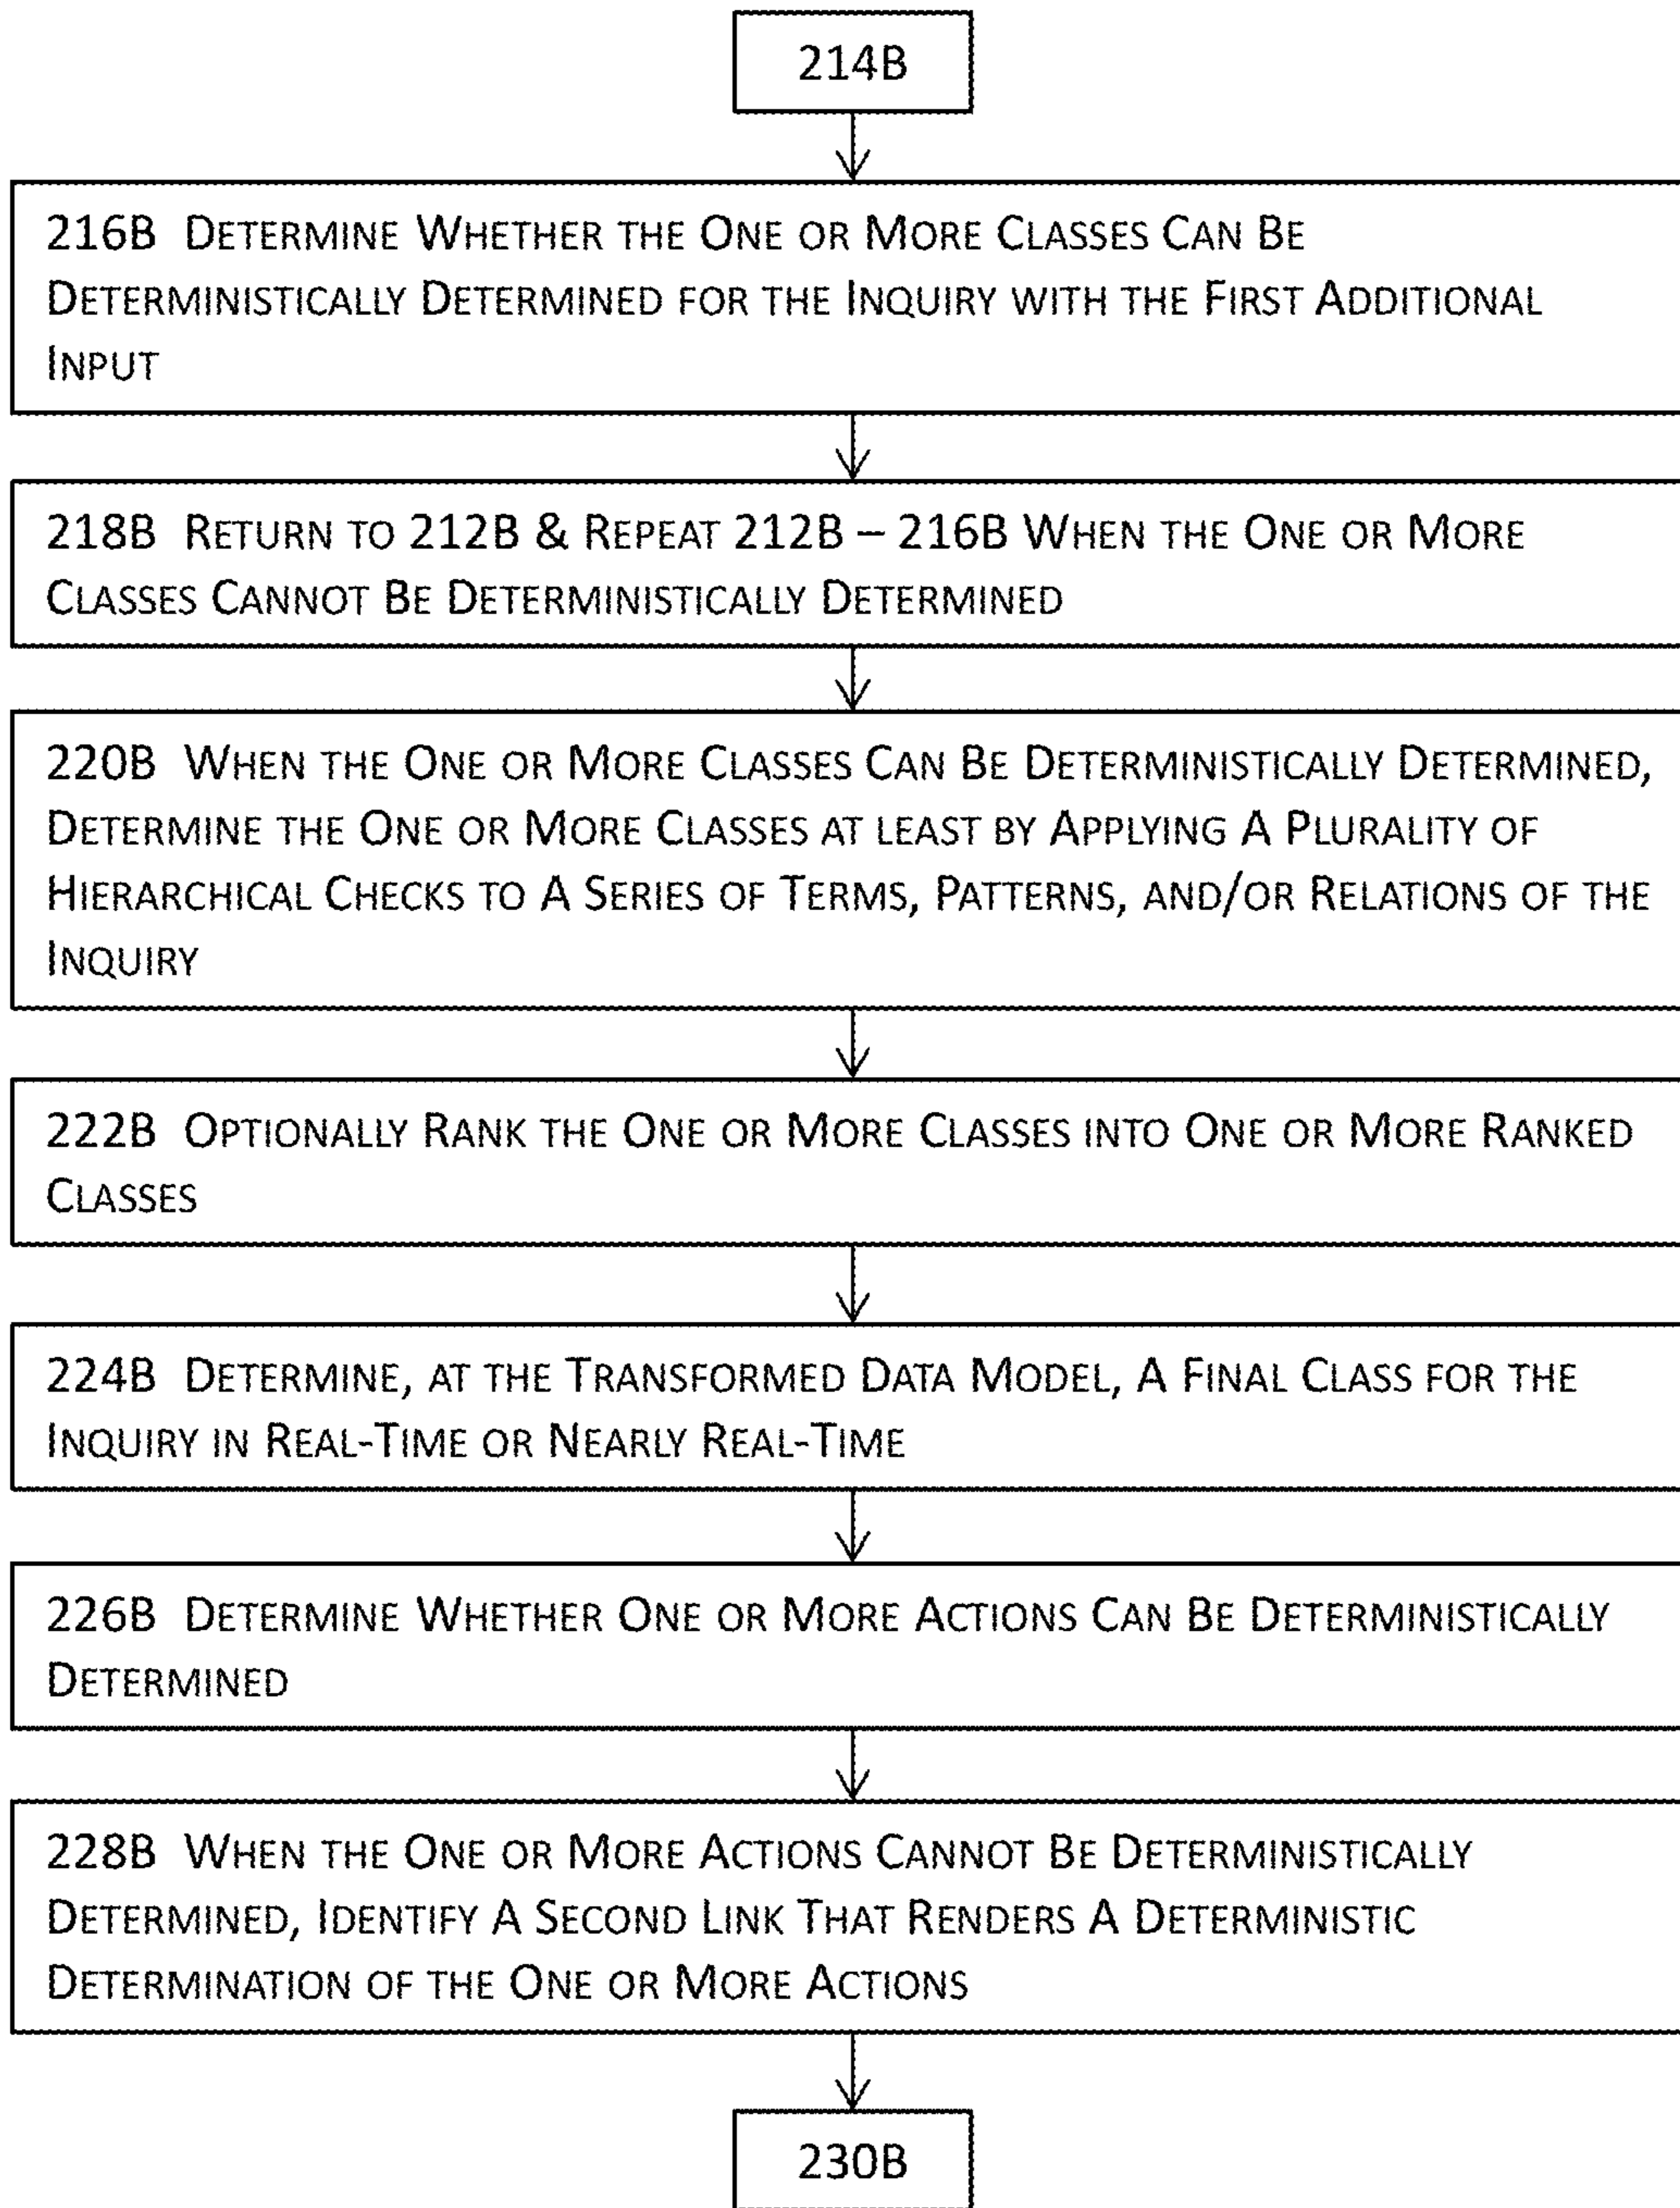 214B
216B Determine Whether the One or More Classes Can Be
Deterministically Determined for the Inquiry with the First Additional
Input
218B Return to 212B & Repeat 212B – 216B When the One or More
Classes Cannot Be Deterministically Determined
220B When the One or More Classes Can Be Deterministically Determined,
Determine the One or More Classes at least by Applying A Plurality of
Hierarchical Checks to A Series of Terms, Patterns, and/or Relations of the
Inquiry
222B Optionally Rank the One or More Classes into One or More Ranked
Classes
224B Determine, at the Transformed Data Model, A Final Class for the
Inquiry in Real-Time or Nearly Real-Time
226B Determine Whether One or More Actions Can Be Deterministically
Determined
228B When the One or More Actions Cannot Be Deterministically
Determined, Identify A Second Link That Renders A Deterministic
Determination of the One or More Actions
230B